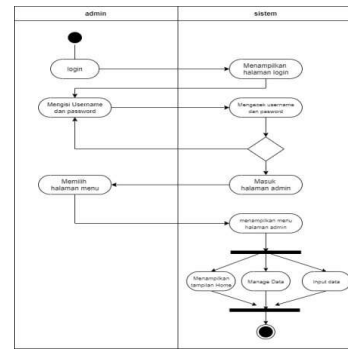 admin
sistem
login
Menampilkan
halaman login
Mengisi Username
dan password
Mengecek username
dan pasword
Masuk
halaman admin
Memilih
halaman menu
menampilkan menu
halaman admin
Menampilkan
tampilan Home
Manage Data
Input data